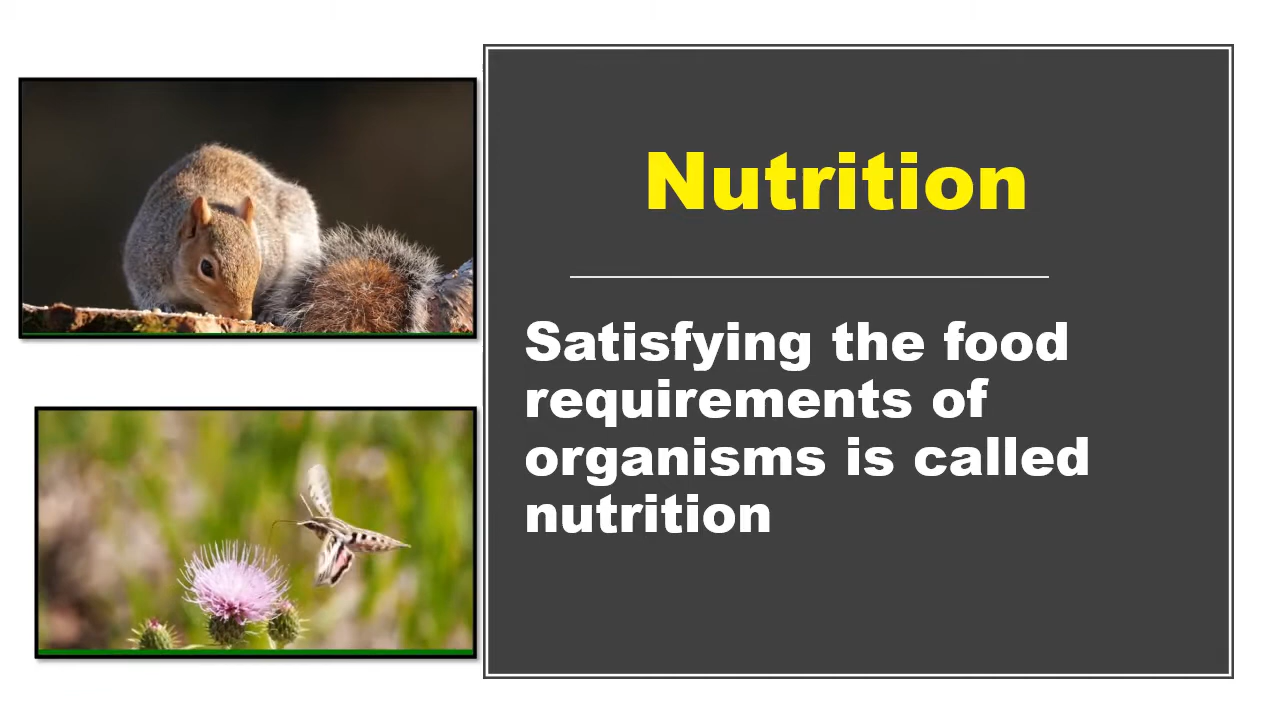 Nutrition
Satisfying the food
requirements of
organisms is called
nutrition